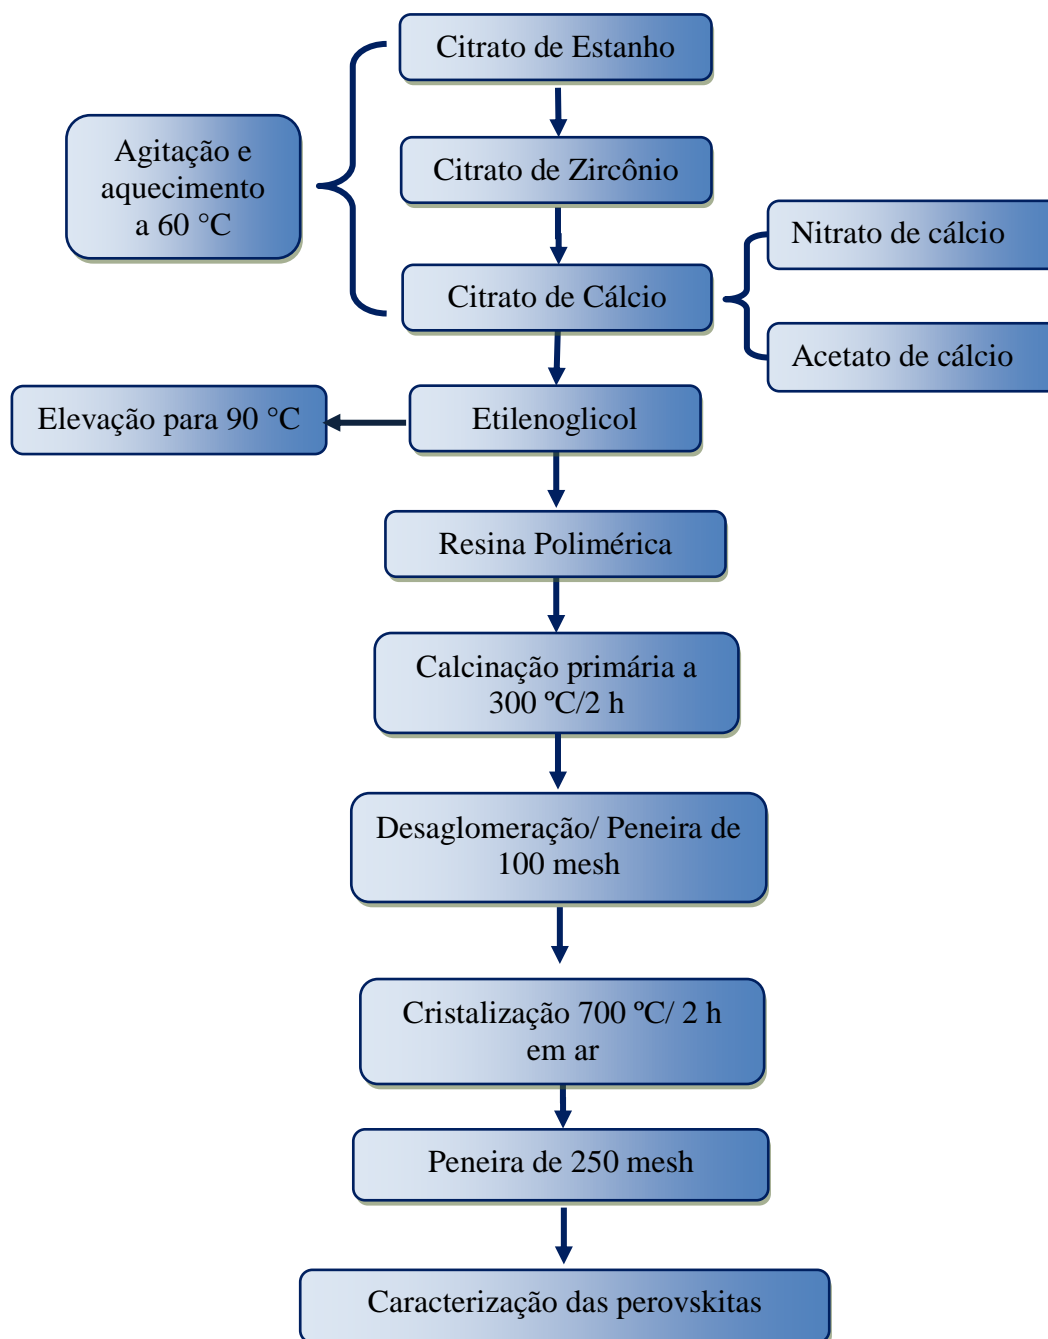 Citrato de Estanho
Agitação e
aquecimento
a 60 °C
Citrato de Zircônio
Nitrato de cálcio
Citrato de Cálcio
Acetato de cálcio
Elevação para 90 °C
Etilenoglicol
Resina Polimérica
Calcinação primária a
300 ºC/2 h
Desaglomeração/ Peneira de
100 mesh
Cristalização 700 ºC/ 2 h
em ar
Peneira de 250 mesh
Caracterização das perovskitas